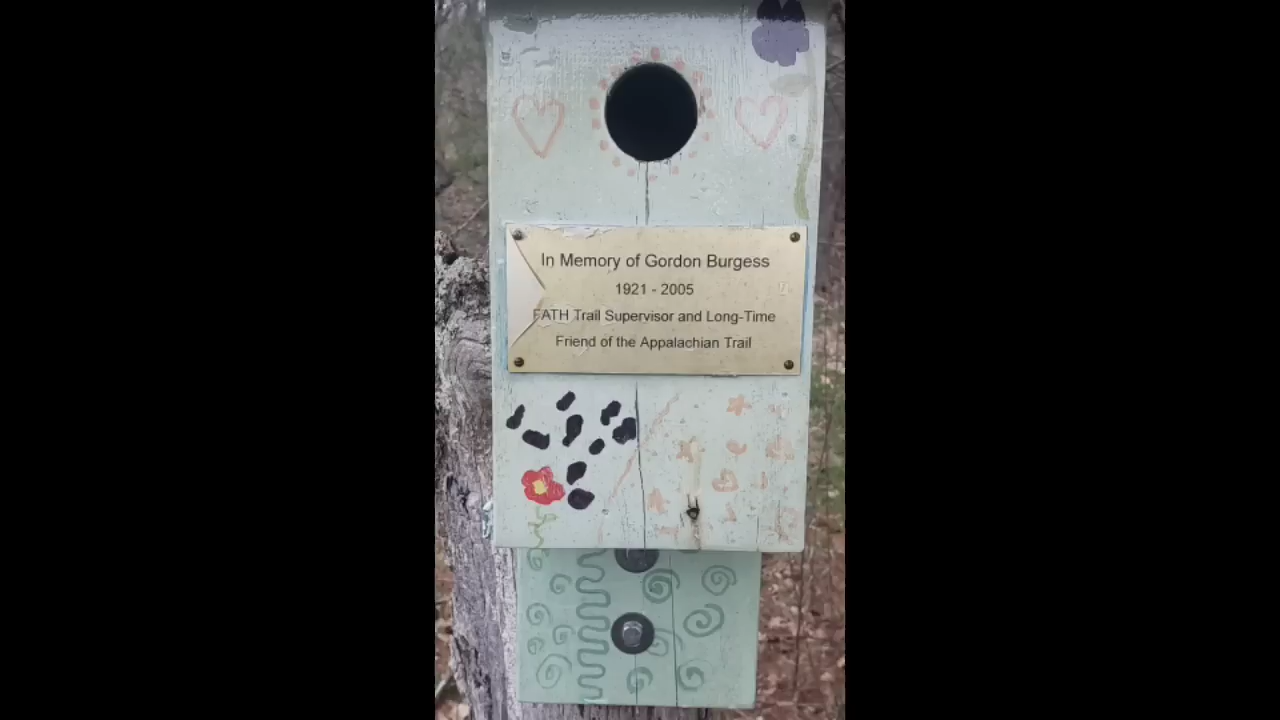 In Memory of Gordon Burgess
1921 - 2005
FATH Trail Supervisor and Long-Time
Friend of the Appalachian Trail